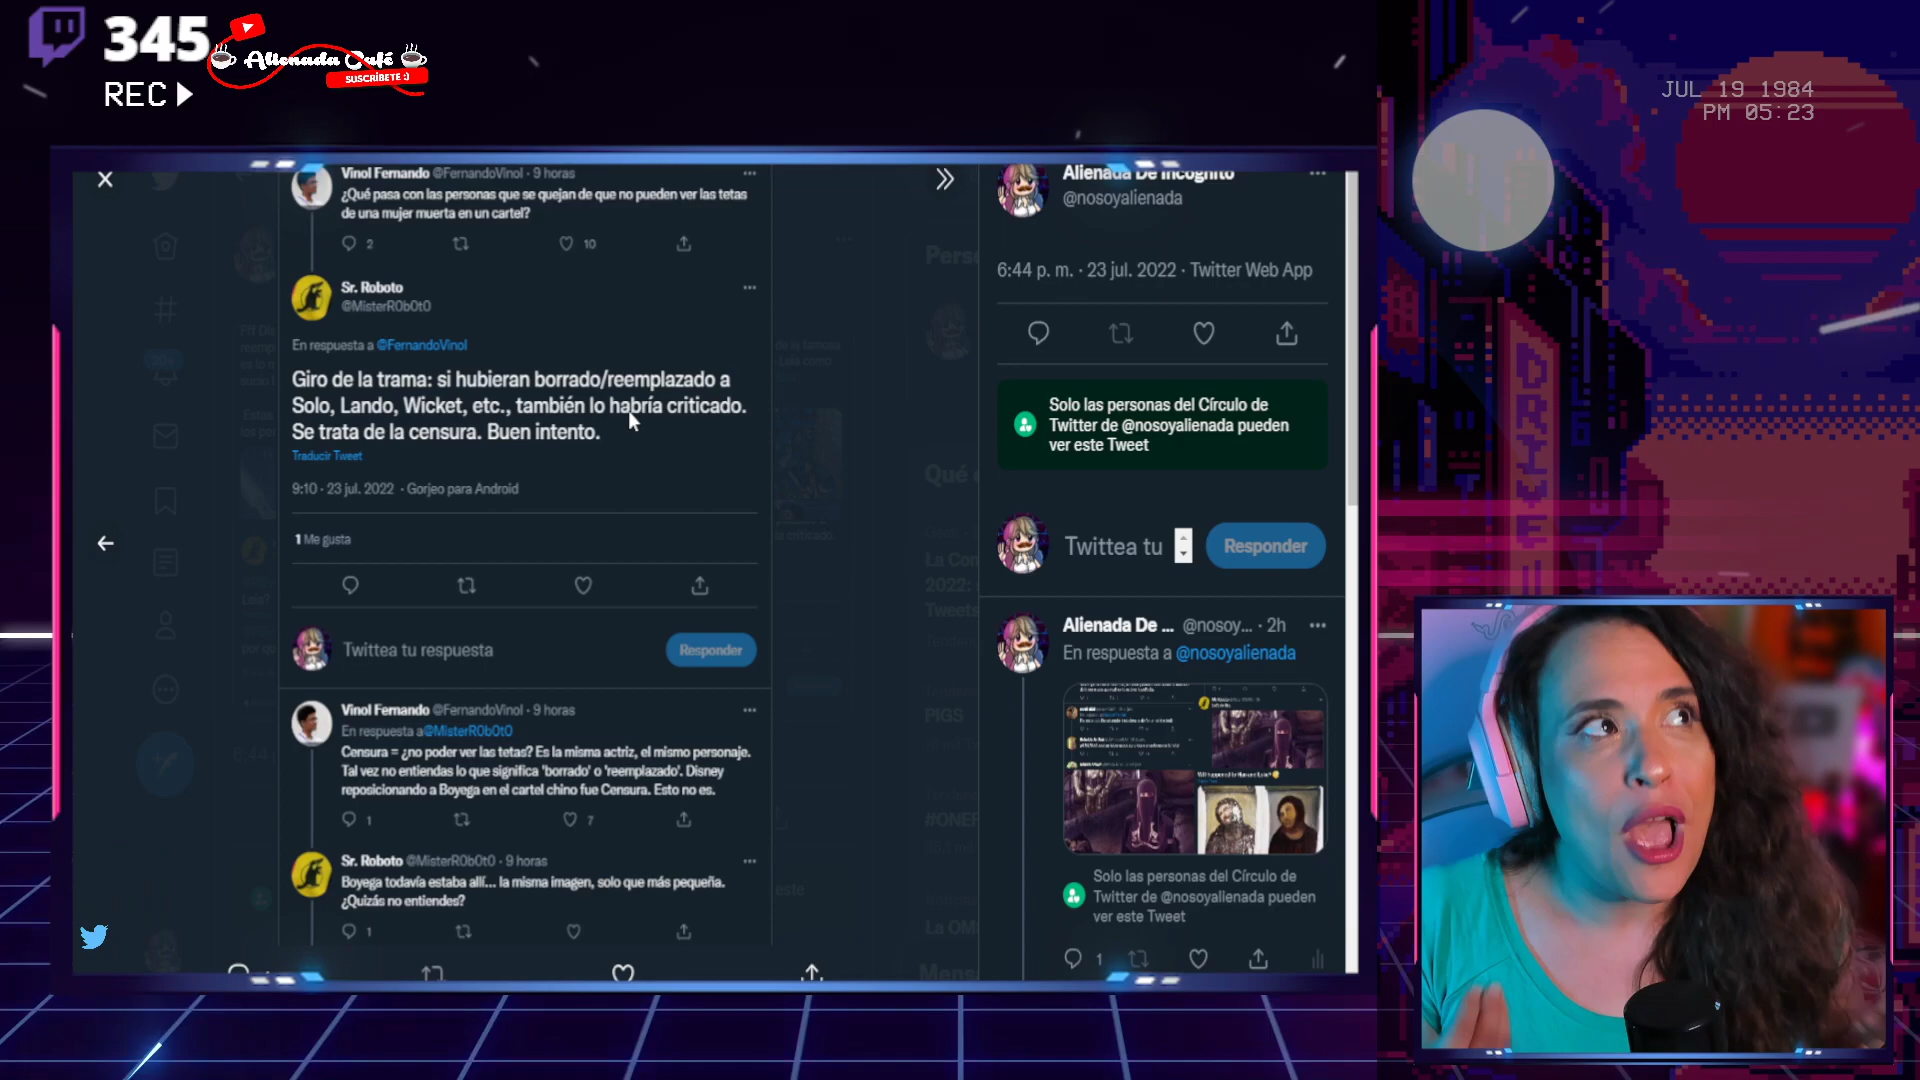 345
REC
Alienada Café
SUSCRÍBETE :)
JUL 19 1984
PM 05:23
Vinol Fernando @FernandoVinol · 9 horas
¿Qué pasa con las personas que se quejan de que no pueden ver las tetas
de una mujer muerta en un cartel?
2
10
Sr. Roboto
@MisterR0b0t0
En respuesta a @FernandoVinol
Giro de la trama: si hubieran borrado/reemplazado a
Solo, Lando, Wicket, etc., también lo habría criticado.
Se trata de la censura. Buen intento.
Traducir Tweet
9:10 · 23 jul. 2022 · Gorjeo para Android
1 Me gusta
Twittea tu respuesta
Responder
Vinol Fernando @FernandoVinol · 9 horas
En respuesta a@MisterR0b0t0
Censura = ¿no poder ver las tetas? Es la misma actriz, el mismo personaje.
Tal vez no entiendas lo que significa 'borrado' o 'reemplazado'. Disney
reposicionando a Boyega en el cartel chino fue Censura. Esto no es.
1
7
Sr. Roboto @MisterR0b0t0 · 9 horas
Boyega todavía estaba allí... la misma imagen, solo que más pequeña.
¿Quizás no entiendes?
1
Alienada De Incógnito
@nosoyalienada
6:44 p. m. · 23 jul. 2022 · Twitter Web App
Solo las personas del Círculo de
Twitter de @nosoyalienada pueden
ver este Tweet
Twittea tu
Responder
Alienada De ... @nosoy... · 2h
En respuesta a @nosoyalienada
Solo las personas del Círculo de
Twitter de @nosoyalienada pueden
ver este Tweet
1
DRIVE